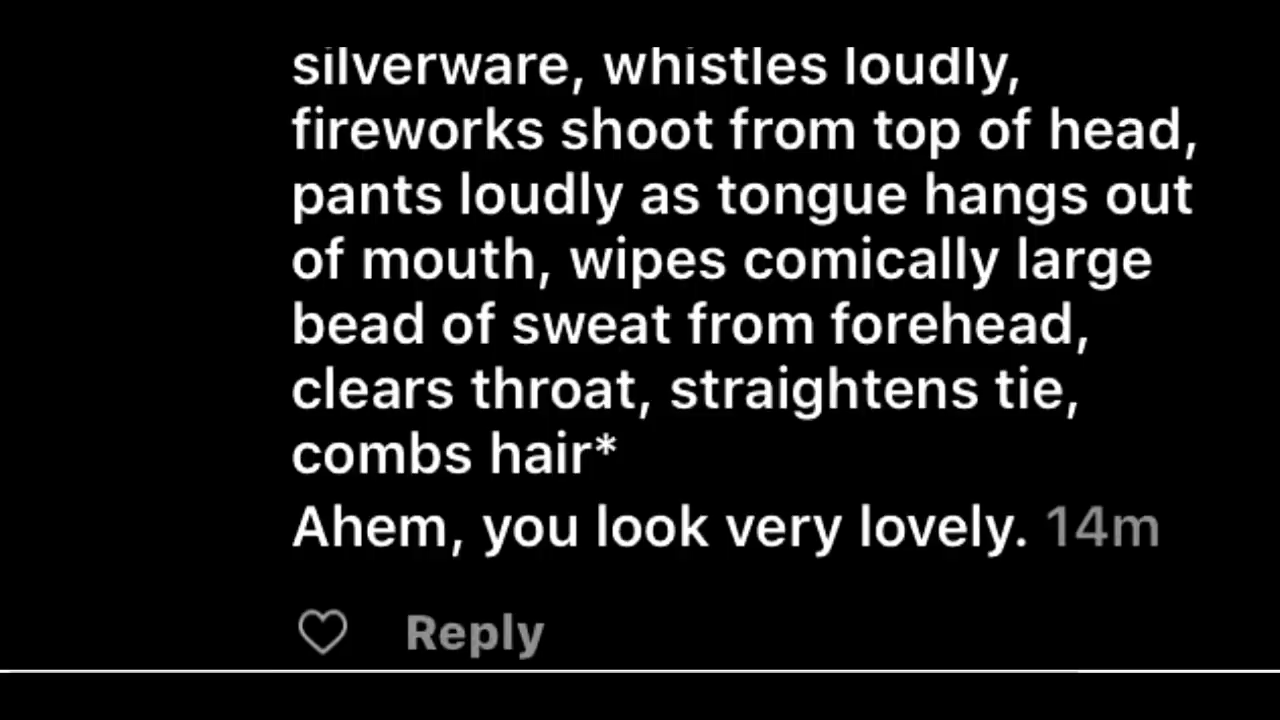 silverware, whistles loudly,
fireworks shoot from top of head,
pants loudly as tongue hangs out
of mouth, wipes comically large
bead of sweat from forehead,
clears throat, straightens tie,
combs hair*
Ahem, you look very lovely. 14m
Reply